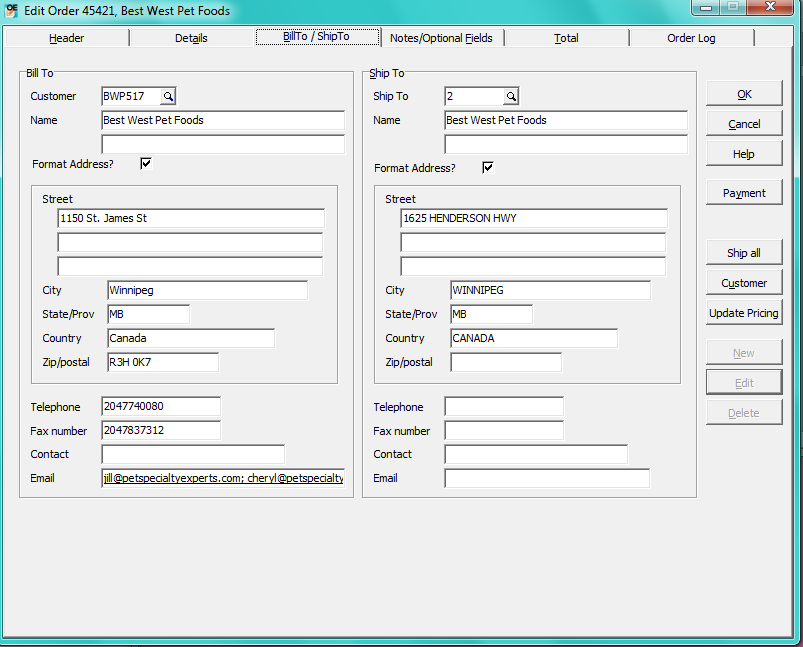 OE Edit Order 45421, Best West Pet Foods
Header Details BillTo / ShipTo Notes/Optional Fields Total Order Log
Bill To
Customer BWP517
Name Best West Pet Foods
Format Address?
Street
1150 St. James St
City Winnipeg
State/Prov MB
Country Canada
Zip/postal R3H 0K7
Telephone 2047740080
Fax number 2047837312
Contact
Email jill@petspecialtyexperts.com; cheryl@petspecialty
Ship To
Ship To 2
Name Best West Pet Foods
Format Address?
Street
1625 HENDERSON HWY
City WINNIPEG
State/Prov MB
Country CANADA
Zip/postal
Telephone
Fax number
Contact
Email
OK
Cancel
Help
Payment
Ship all
Customer
Update Pricing
New
Edit
Delete